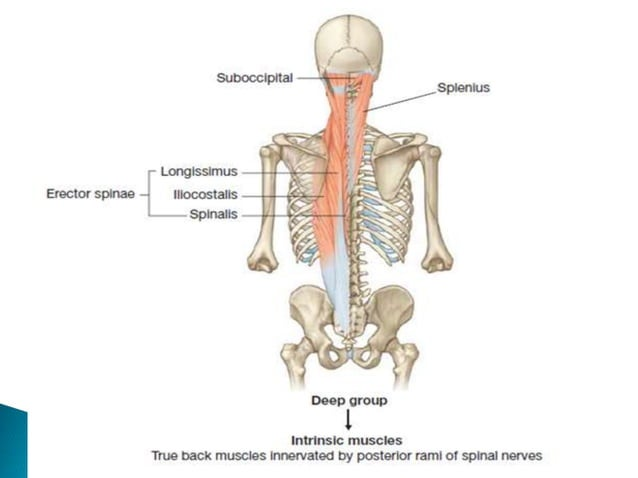 Suboccipital
Splenius
Longissimus
Erector spinae
Iliocostalis
Spinalis
Deep group
Intrinsic muscles
True back muscles innervated by posterior rami of spinal nerves